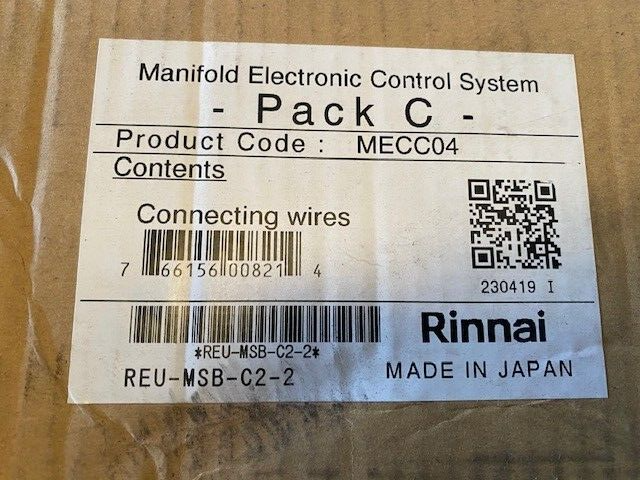 Manifold Electronic Control System
- Pack C -
Product Code : MECC04
Contents
Connecting wires
7 66156 00821 4
230419 I
*REU-MSB-C2-2*
REU-MSB-C2-2
Rinnai
MADE IN JAPAN